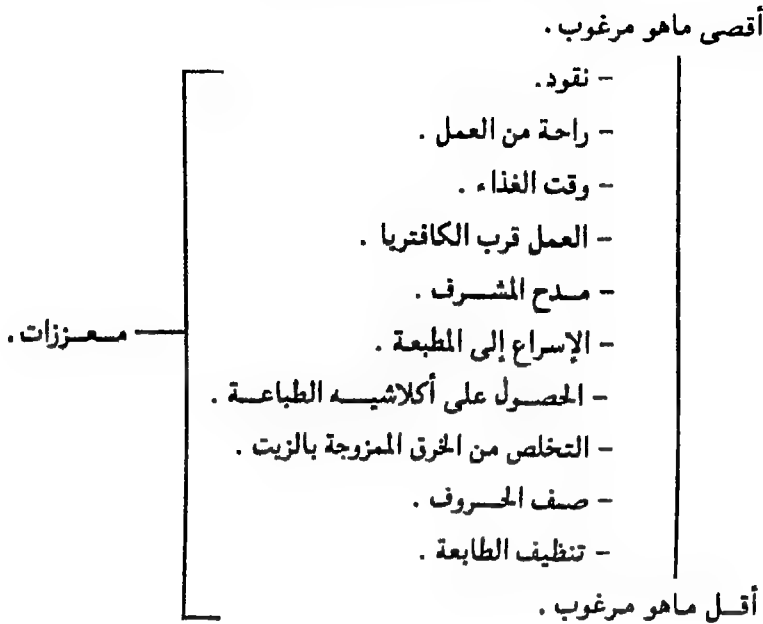 أقصى ماهو مرغوب .
- نقود.
- راحة من العمل .
- وقت الغذاء .
- العمل قرب الكافتريا .
- مدح المشرف .
- الإسراع إلى المطبعة .
معززات .
- الحصول على أكلاشيه الطباعة .
- التخلص من الخرق الممزوجة بالزيت .
- صف الحروف .
- تنظيف الطابعة .
أقل ماهو مرغوب .